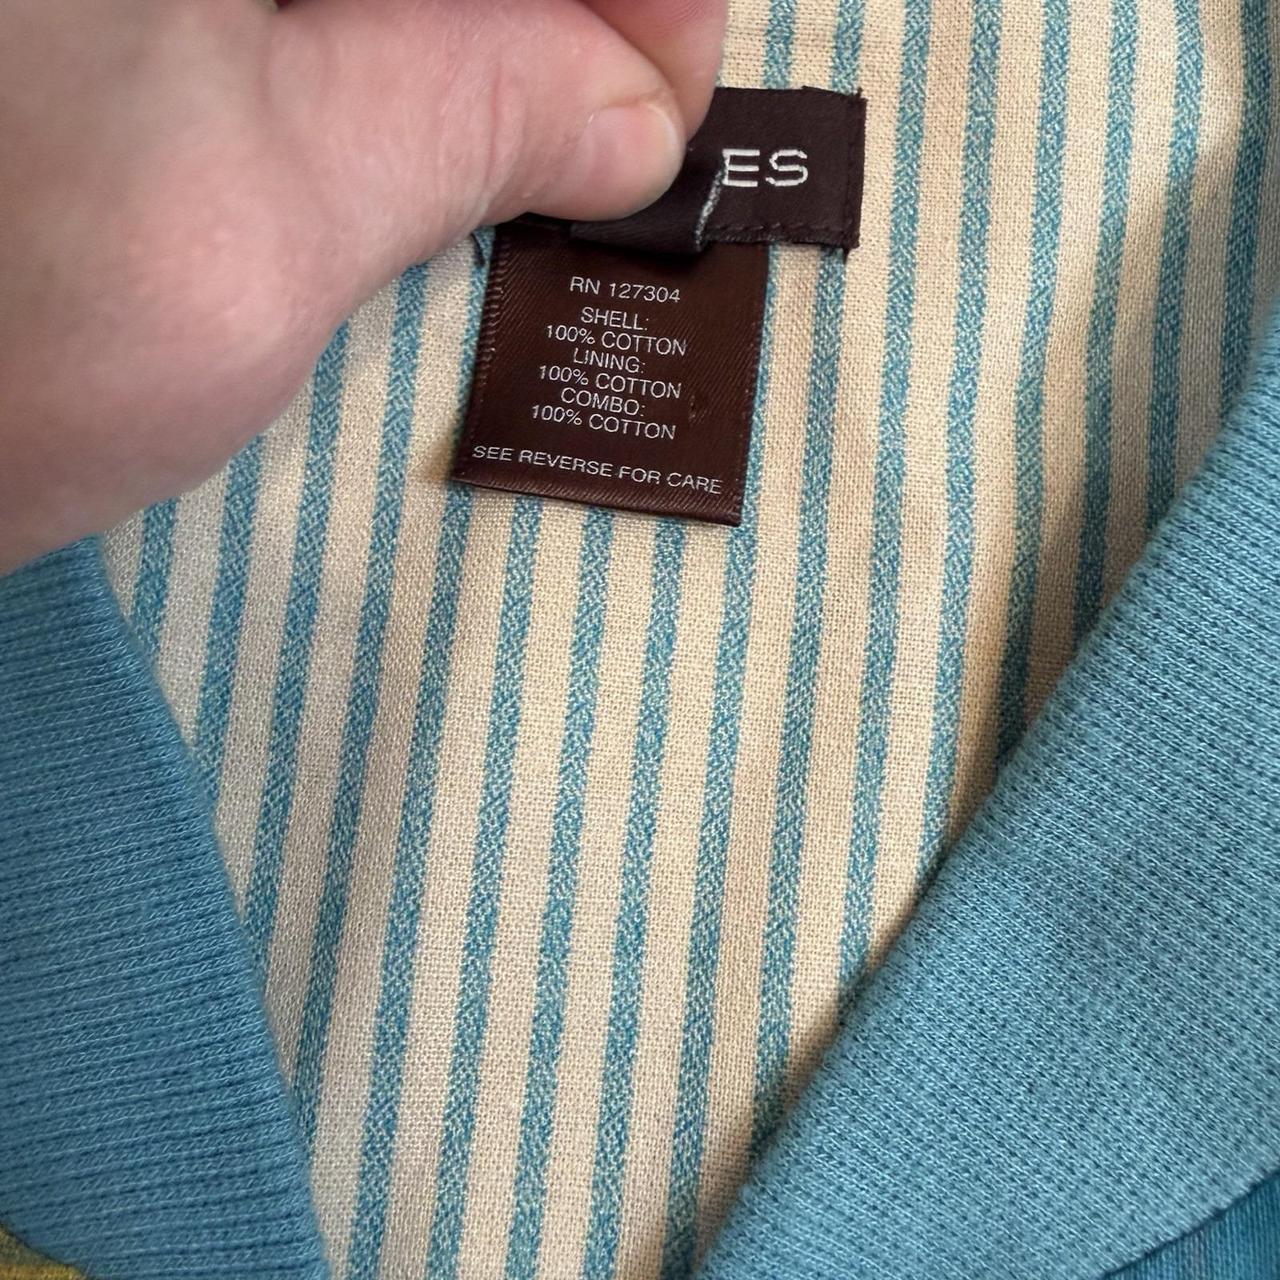 ES
RN 127304
SHELL:
100% COTTON
LINING:
100% COTTON
COMBO:
100% COTTON
SEE REVERSE FOR CARE